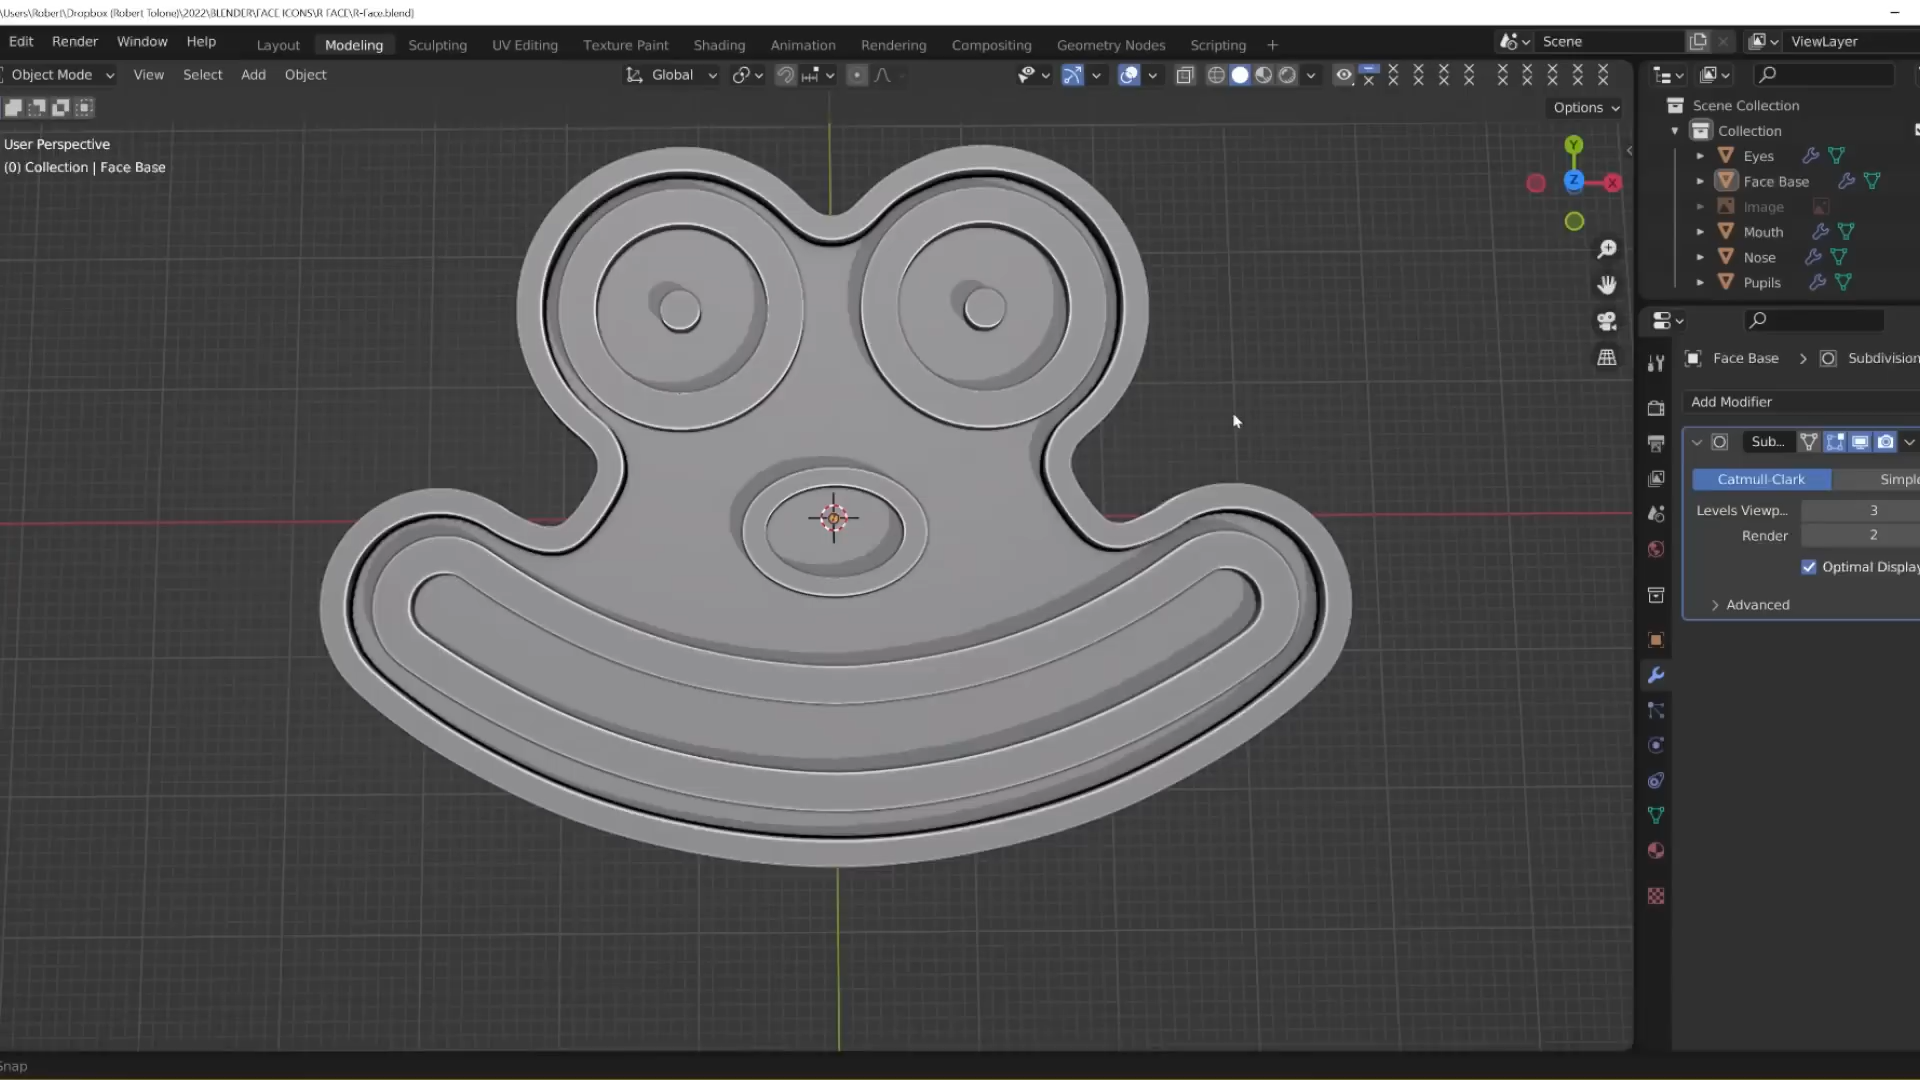 \Users\Robert\Dropbox (Robert Tolone)\2022\BLENDER\FACE ICONS\R FACE\R-Face.blend]
Edit Render Window Help Layout Modeling Sculpting UV Editing Texture Paint Shading Animation Rendering Compositing Geometry Nodes Scripting + Scene ViewLayer
Object Mode View Select Add Object Global
Options
User Perspective
(0) Collection | Face Base
Y
Z
X
Scene Collection
Collection
Eyes
Face Base
Image
Mouth
Nose
Pupils
Face Base > Subdivision
Add Modifier
Sub...
Catmull-Clark Simple
Levels Viewp... 3
Render 2
Optimal Display
Advanced
Snap